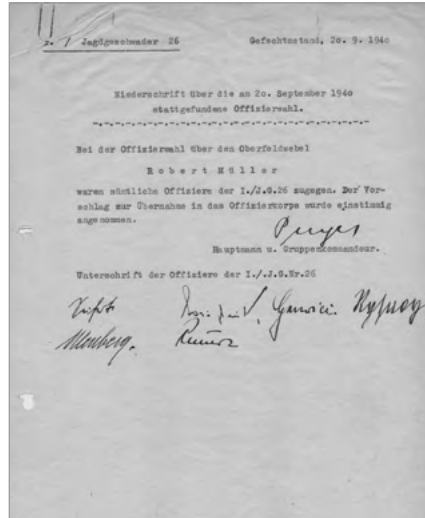 / Jagdgeschwader 26 Gefechtsstand, 20. 9. 1940
Niederschrift über die am 20. September 1940
stattgefundene Offizierwahl.
Bei der Offizierwahl über den Oberfeldwebel
Robert Müller
waren sämtliche Offiziere der I./J.G.26 zugegen. Der Vor-
schlag zur Übernahme in das Offizierkorps wurde einstimmig
angenommen.
Hauptmann u. Gruppenkommandeur.
Unterschrift der Offiziere der I./J.G.Nr.26